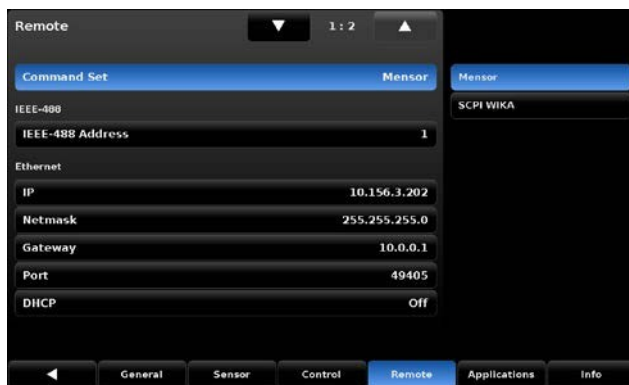 Remote 1 : 2
Command Set Mensor
IEEE-488
IEEE-488 Address 1
Ethernet
IP 10.156.3.202
Netmask 255.255.255.0
Gateway 10.0.0.1
Port 49405
DHCP Off
Mensor
SCPI WIKA
General Sensor Control Remote Applications Info